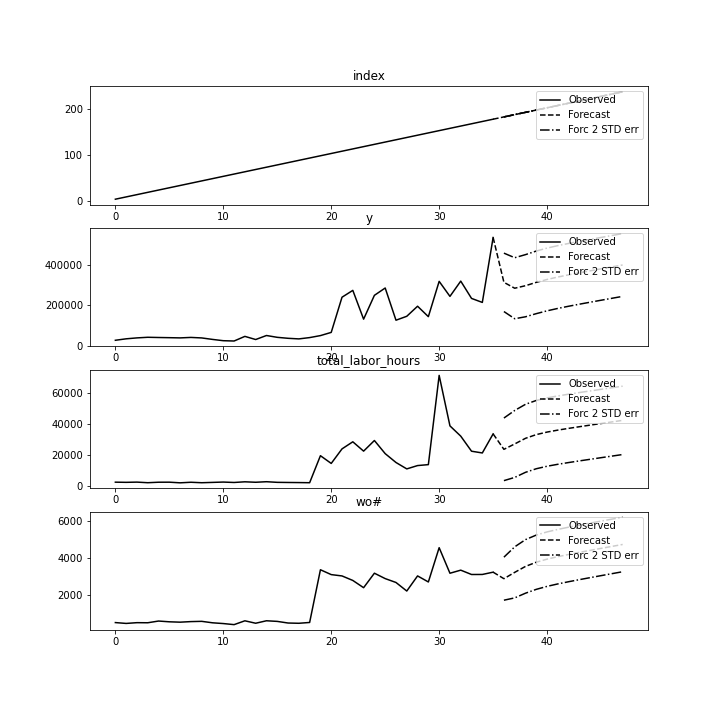 index
200
100
0
Observed
Forecast
Forc 2 STD err
0 10 20 30 40
y
400000
200000
0
Observed
Forecast
Forc 2 STD err
0 10 20 30 40
total_labor_hours
60000
40000
20000
0
Observed
Forecast
Forc 2 STD err
0 10 20 30 40
wo#
6000
4000
2000
Observed
Forecast
Forc 2 STD err
0 10 20 30 40